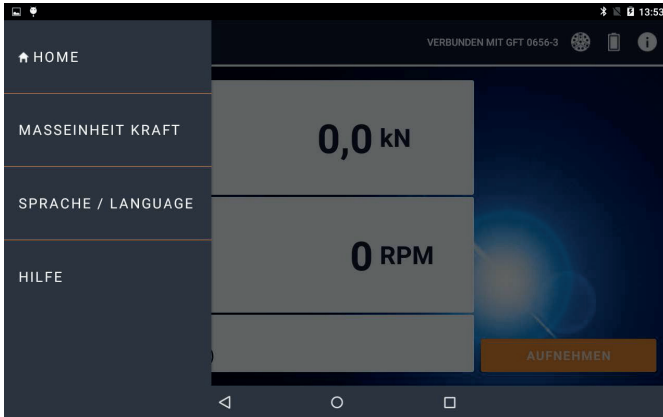 13:53
HOME
VERBUNDEN MIT GFT 0656-3
MASSEINHEIT KRAFT
0,0 kN
SPRACHE / LANGUAGE
0 RPM
HILFE
)
AUFNEHMEN